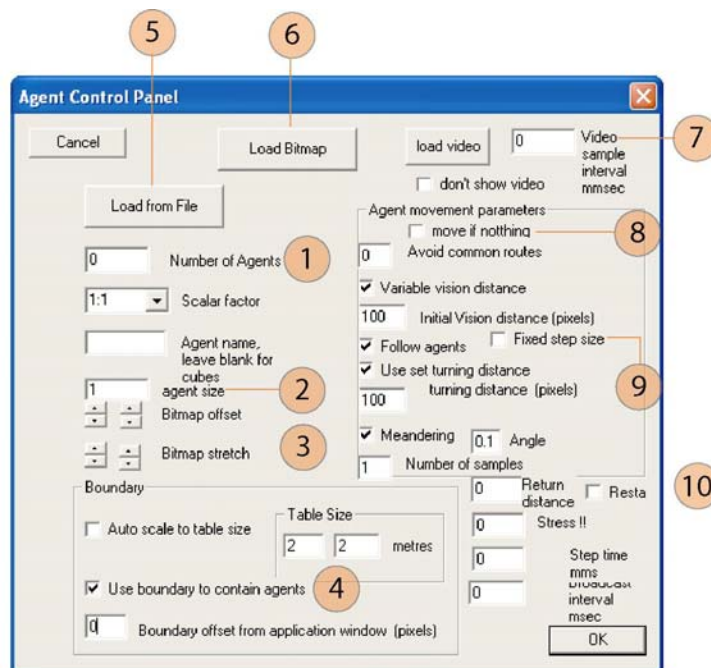 5
6
Agent Control Panel
Cancel
Load Bitmap
load video
0
Video
sample
interval
mmsec
7
don't show video
Load from File
Agent movement parameters
move if notthing
8
0
Number of Agents
1
0
Avoid common routes
1:1
Scalar factor
Variable vision distance
100
Initial Vision distance (pixels)
Agent name,
leave blank for
cubes
Follow agents
Fixed step size
9
1
agent size
2
Use set turning distance
turning distance (pixels)
100
Bitmap offset
Bitmap stretch
3
Meandering
0.1
Angle
1
Number of samples
Boundary
0
Return
distance
Resta
10
Auto scale to table size
Table Size
2
2
metres
0
Stress !!
0
Step time
mms
Use boundary to contain agents
4
0
broadcast
interval
msec
0
Boundary offset from application window (pixels)
OK